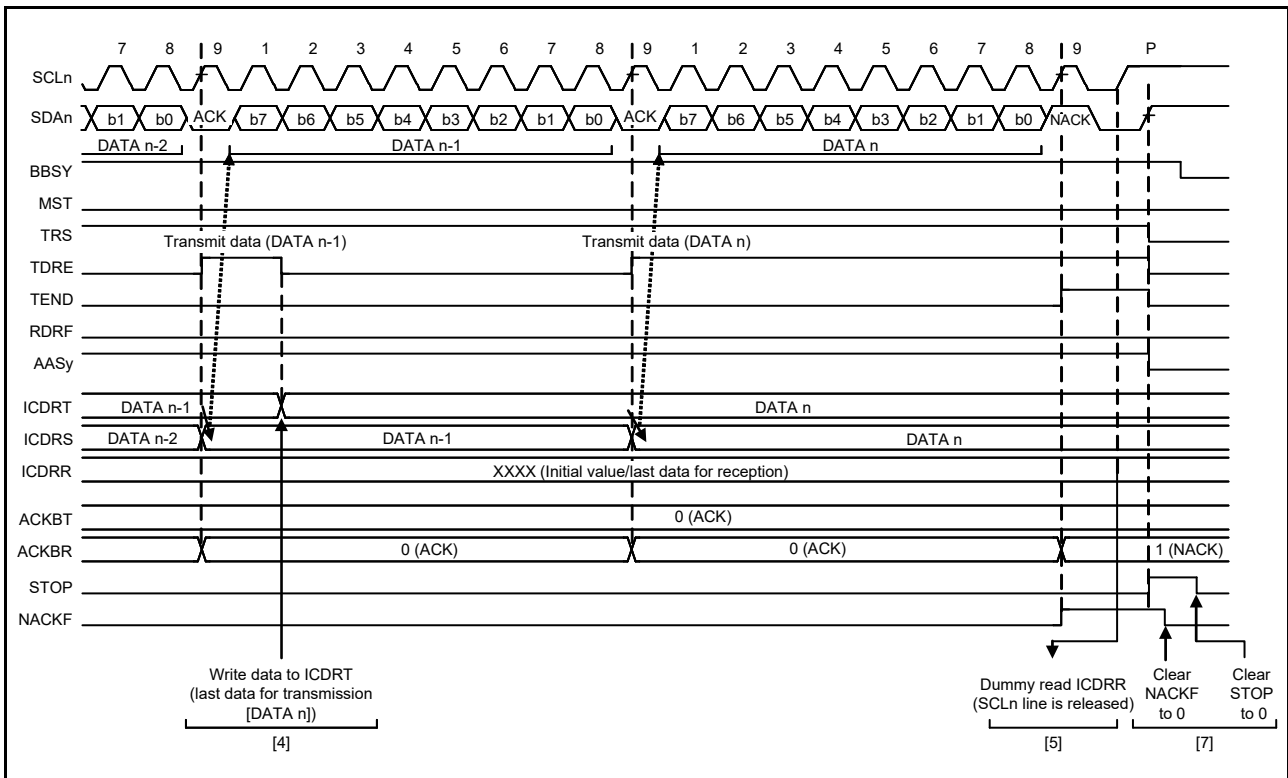 7 8 9 1 2 3 4 5 6 7 8 9 1 2 3 4 5 6 7 8 9 P
SCLn
SDAn b1 b0 ACK b7 b6 b5 b4 b3 b2 b1 b0 ACK b7 b6 b5 b4 b3 b2 b1 b0 NACK
DATA n-2 DATA n-1 DATA n
BBSY
MST
TRS
Transmit data (DATA n-1) Transmit data (DATA n)
TDRE
TEND
RDRF
AASy
ICDRT DATA n-1 DATA n
ICDRS DATA n-2 DATA n-1 DATA n
ICDRR XXXX (Initial value/last data for reception)
ACKBT 0 (ACK)
ACKBR 0 (ACK) 0 (ACK) 1 (NACK)
STOP
NACKF
Write data to ICDRT
(last data for transmission
[DATA n])
[4]
Dummy read ICDRR
(SCLn line is released)
[5]
Clear
NACKF
to 0
Clear
STOP
to 0
[7]